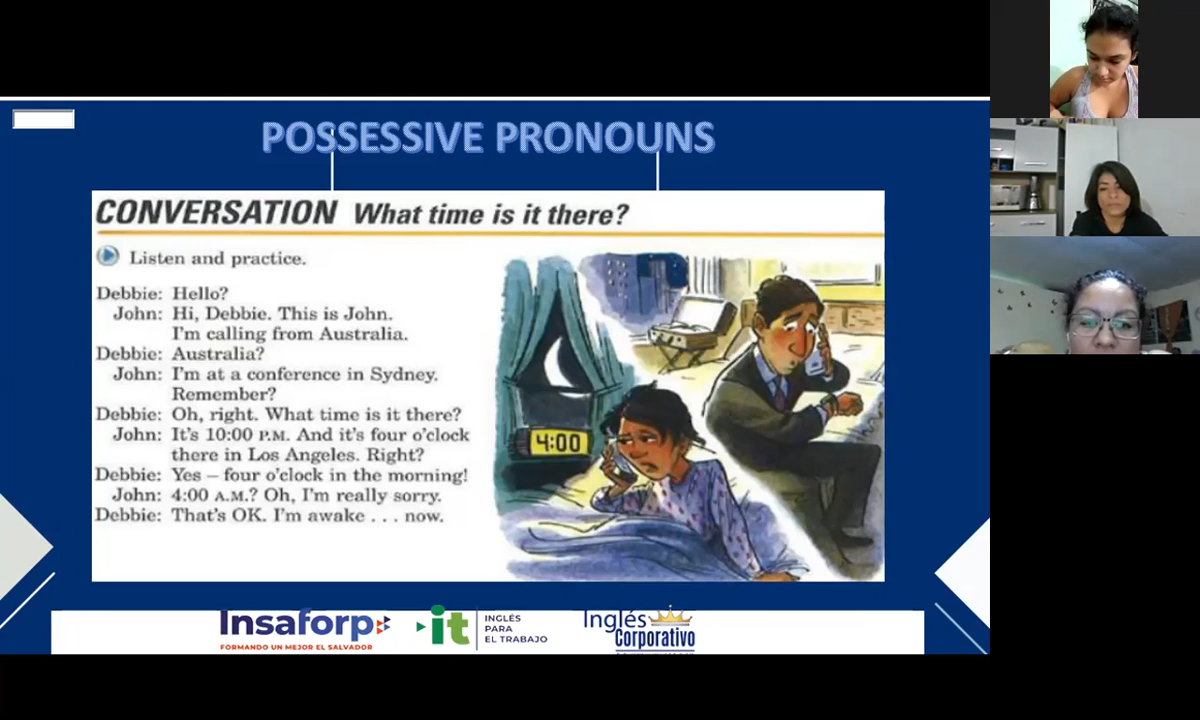 POSSESSIVE PRONOUNS
CONVERSATION What time is it there?
Listen and practice.
Debbie: Hello?
John: Hi, Debbie. This is John.
I'm calling from Australia.
Debbie: Australia?
John: I'm at a conference in Sydney.
Remember?
Debbie: Oh, right. What time is it there?
John: It's 10:00 P.M. And it's four o'clock
there in Los Angeles. Right?
Debbie: Yes – four o'clock in the morning!
John: 4:00 A.M.? Oh, I'm really sorry.
Debbie: That's OK. I'm awake . . . now.
4:00
Insaforp
FORMANDO UN MEJOR EL SALVADOR
it
INGLÉS
PARA
EL TRABAJO
Inglés
Corporativo